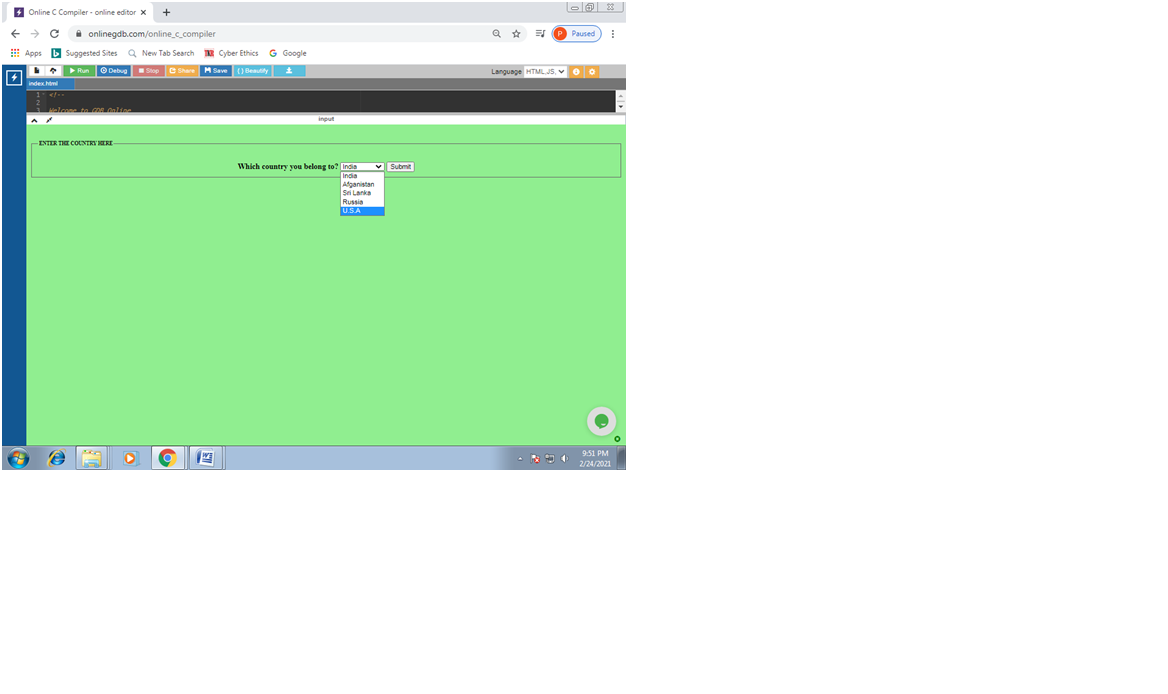 Online C Compiler - online editor
onlinegdb.com/online_c_compiler
P Paused
Apps Suggested Sites New Tab Search TKR Cyber Ethics G Google
Run Debug Stop Share Save { } Beautify
Language HTML,JS,
index.html
1 <!--
2
3 Welcome to GDB Online
input
ENTER THE COUNTRY HERE
Which country you belong to? India Submit
India
Afganistan
Sri Lanka
Russia
U.S.A
9:51 PM
2/24/2021